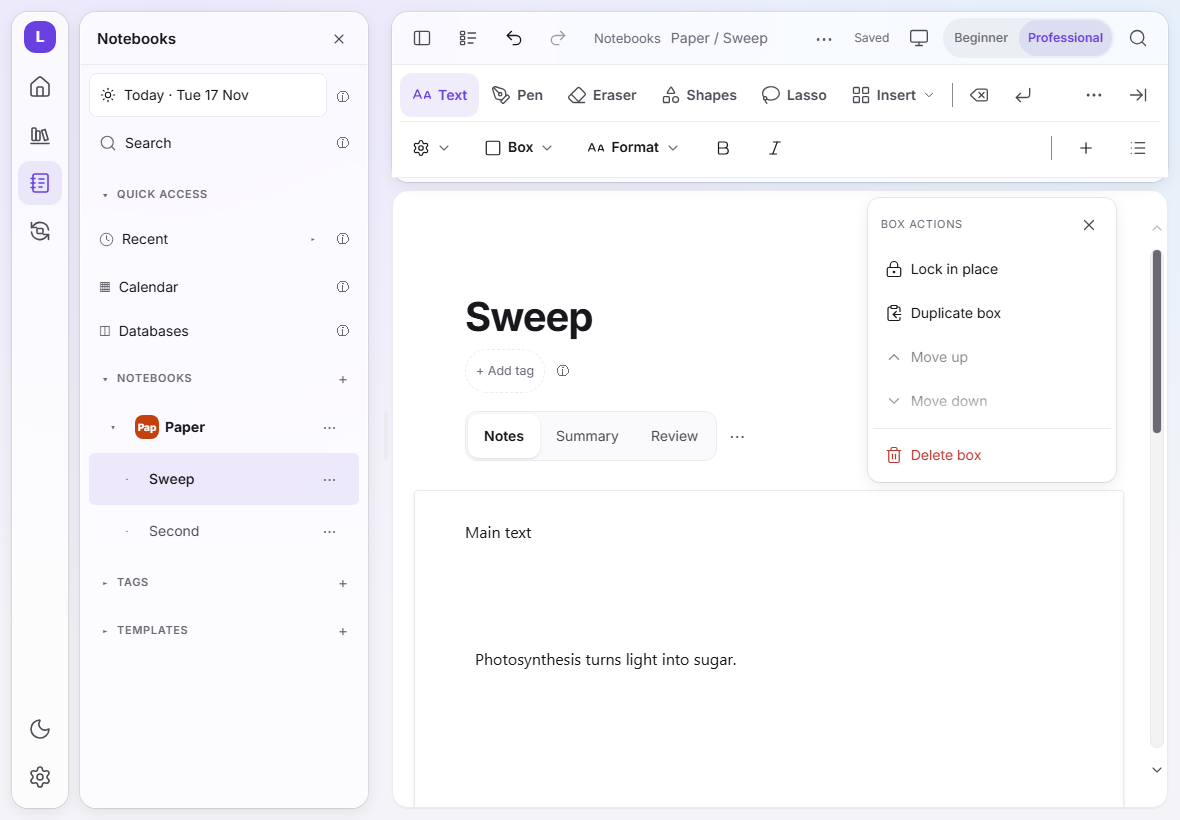 L
Notebooks
Today · Tue 17 Nov
Search
QUICK ACCESS
Recent
Calendar
Databases
NOTEBOOKS
Pap Paper
Sweep
Second
TAGS
TEMPLATES
Notebooks Paper / Sweep
Saved
Beginner Professional
AA Text Pen Eraser Shapes Lasso Insert
Box AA Format B I
BOX ACTIONS
Lock in place
Duplicate box
Move up
Move down
Delete box
Sweep
+ Add tag
Notes Summary Review
Main text
Photosynthesis turns light into sugar.